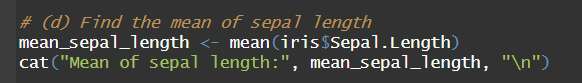 # (d) Find the mean of sepal length
mean_sepal_length <- mean(iris$Sepal.Length)
cat("Mean of sepal length:", mean_sepal_length, "\n")